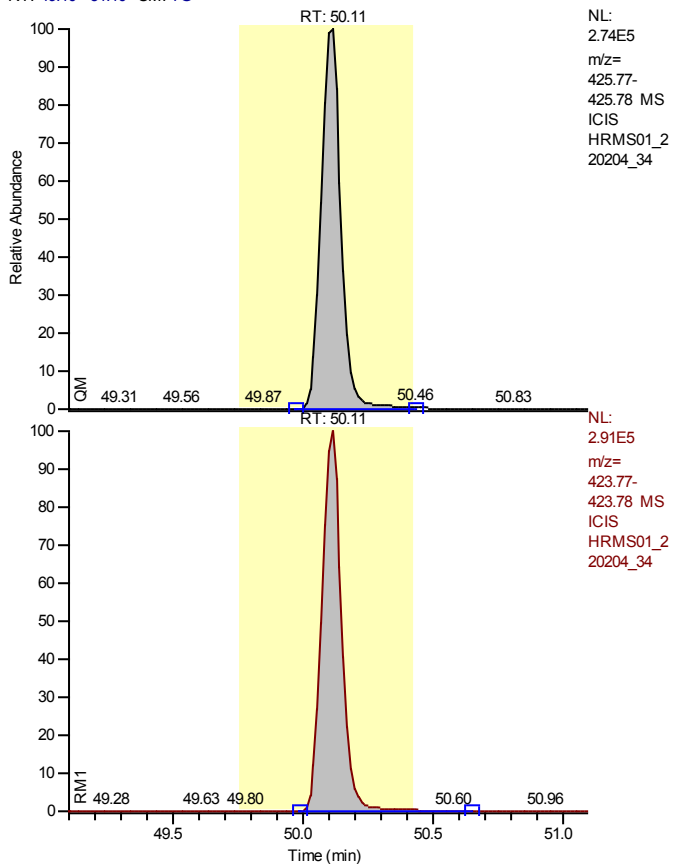 RT: 50.11
NL:
2.74E5
m/z=
425.77-
425.78 MS
ICIS
HRMS01_2
20204_34
100
90
80
70
60
50
40
30
20
10
0
Relative Abundance
QM
49.31 49.56 49.87 50.46 50.83
RT: 50.11
NL:
2.91E5
m/z=
423.77-
423.78 MS
ICIS
HRMS01_2
20204_34
100
90
80
70
60
50
40
30
20
10
0
RM1
49.28 49.63 49.80 50.60 50.96
49.5 50.0 50.5 51.0
Time (min)